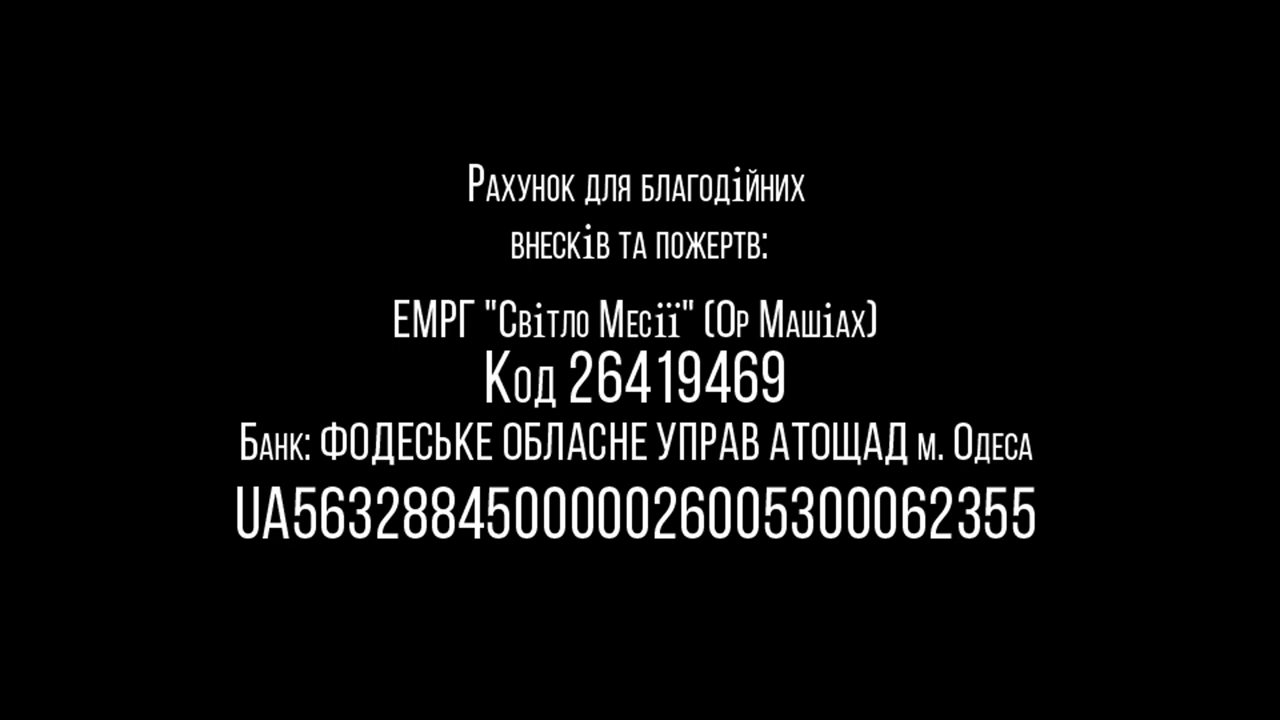 Рахунок для благодійних
внесків та пожертв:
ЕМРГ "Світло Месії" (Ор Машіах)
Код 26419469
Банк: ФОДЕСЬКЕ ОБЛАСНЕ УПРАВ АТОЩАД м. Одеса
UA563288450000026005300062355